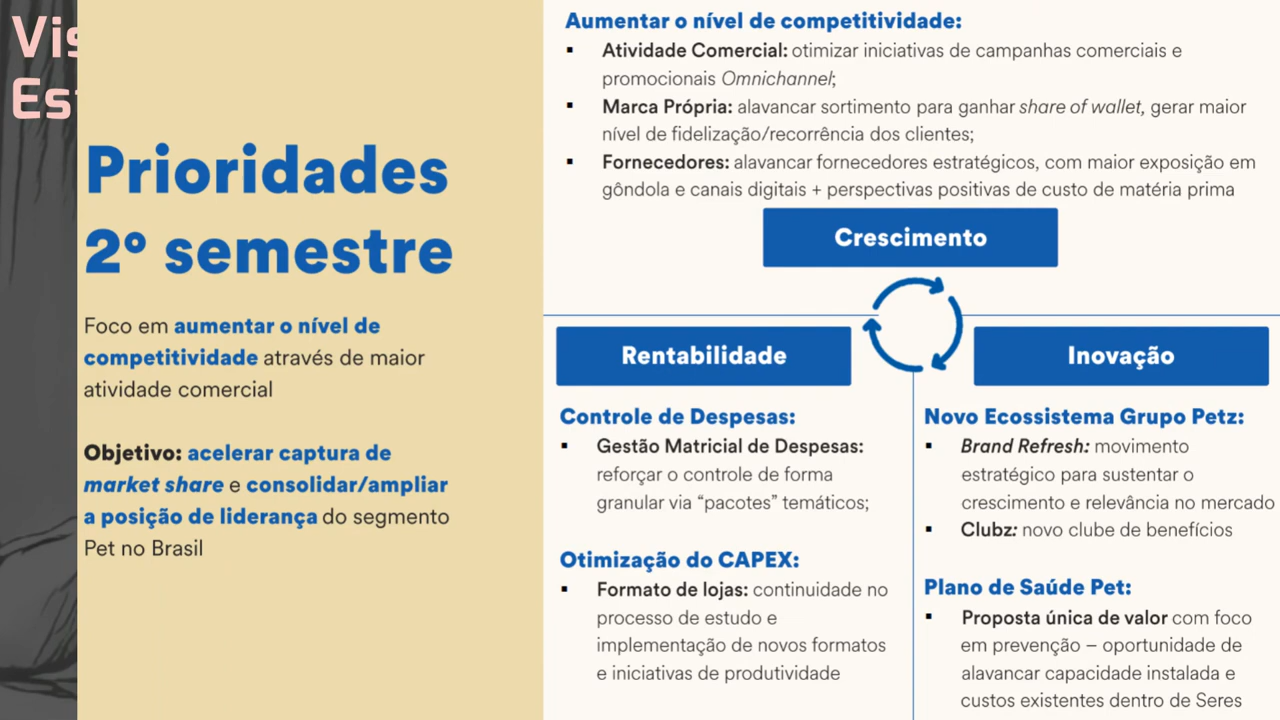 Prioridades
2º semestre
Foco em aumentar o nível de
competitividade através de maior
atividade comercial
Objetivo: acelerar captura de
market share e consolidar/ampliar
a posição de liderança do segmento
Pet no Brasil
Aumentar o nível de competitividade:
▪ Atividade Comercial: otimizar iniciativas de campanhas comerciais e
promocionais Omnichannel;
▪ Marca Própria: alavancar sortimento para ganhar share of wallet, gerar maior
nível de fidelização/recorrência dos clientes;
▪ Fornecedores: alavancar fornecedores estratégicos, com maior exposição em
gôndola e canais digitais + perspectivas positivas de custo de matéria prima
Crescimento
Rentabilidade
Controle de Despesas:
▪ Gestão Matricial de Despesas:
reforçar o controle de forma
granular via “pacotes” temáticos;
Otimização do CAPEX:
▪ Formato de lojas: continuidade no
processo de estudo e
implementação de novos formatos
e iniciativas de produtividade
Inovação
Novo Ecossistema Grupo Petz:
▪ Brand Refresh: movimento
estratégico para sustentar o
crescimento e relevância no mercado
▪ Clubz: novo clube de benefícios
Plano de Saúde Pet:
▪ Proposta única de valor com foco
em prevenção – oportunidade de
alavancar capacidade instalada e
custos existentes dentro de Seres